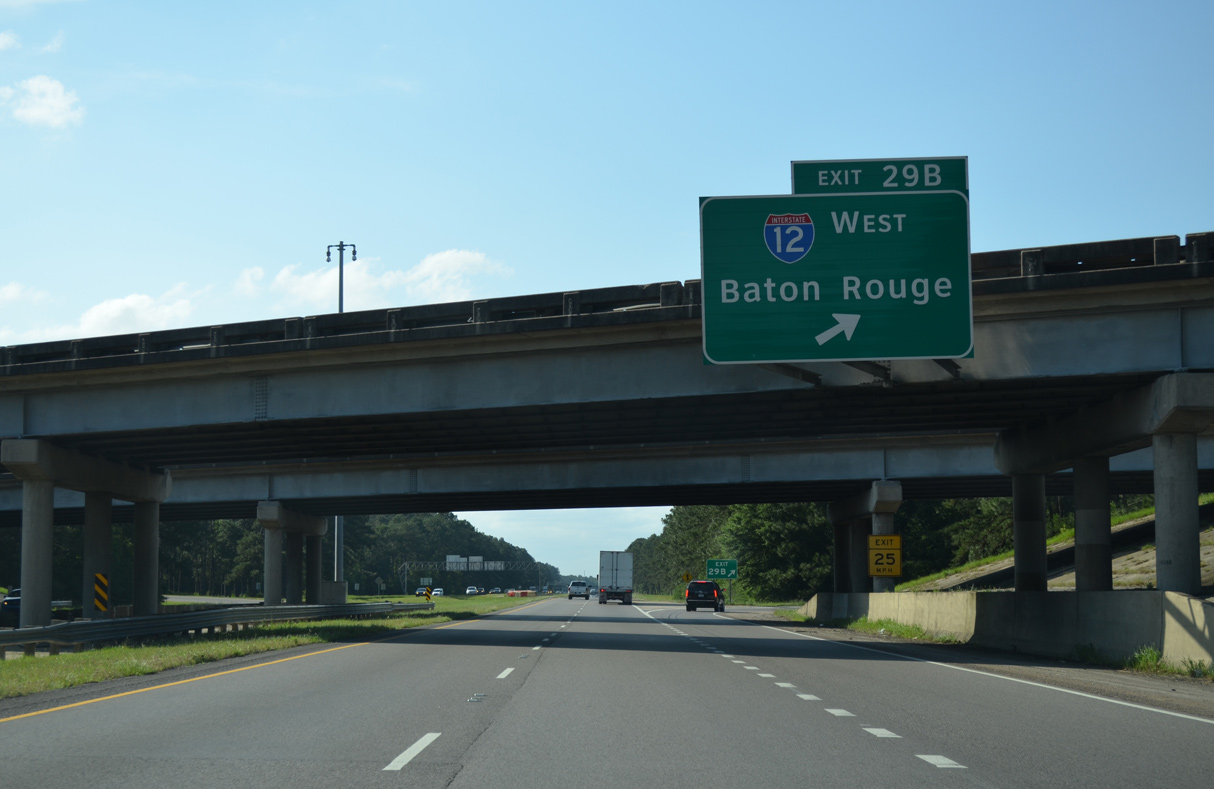 EXIT 29B
INTERSTATE
12
WEST
Baton Rouge
EXIT
29B
EXIT
25
MPH